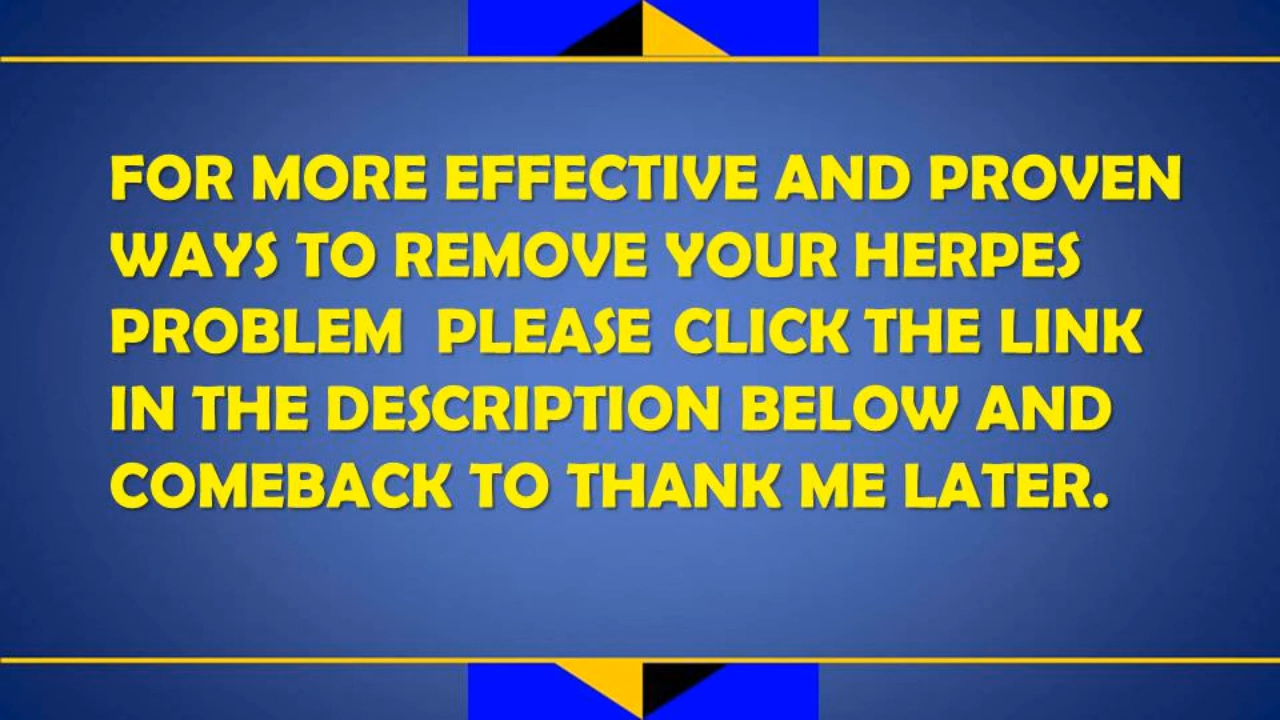 FOR MORE EFFECTIVE AND PROVEN
WAYS TO REMOVE YOUR HERPES
PROBLEM PLEASE CLICK THE LINK
IN THE DESCRIPTION BELOW AND
COMEBACK TO THANK ME LATER.